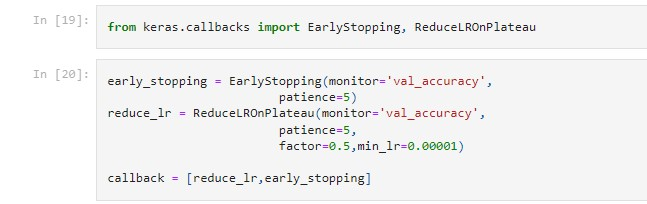 In [19]:
from keras.callbacks import EarlyStopping, ReduceLROnPlateau
In [20]:
early_stopping = EarlyStopping(monitor='val_accuracy',
                        patience=5)
reduce_lr = ReduceLROnPlateau(monitor='val_accuracy',
                        patience=5,
                        factor=0.5,min_lr=0.00001)
callback = [reduce_lr,early_stopping]